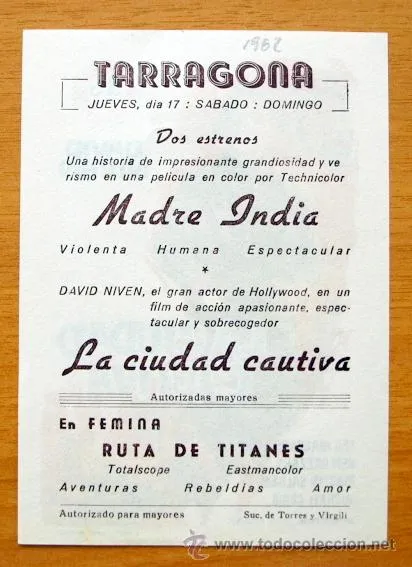 1962
TARRAGONA
JUEVES, día 17 : SABADO : DOMINGO
Dos estrenos
Una historia de impresionante grandiosidad y ve
rismo en una pelicula en color por Technicolor
Madre India
Violenta Humana Espectacular
*
DAVID NIVEN, el gran actor de Hollywood, en un
film de acción apasionante, espec-
tacular y sobrecogedor
La ciudad cautiva
Autorizadas mayores
En FEMINA
RUTA DE TITANES
Totalscope Eastmancolor
Aventuras Rebeldías Amor
Autorizado para mayores Suc. de Torres y Virgili
www.todocoleccion.net